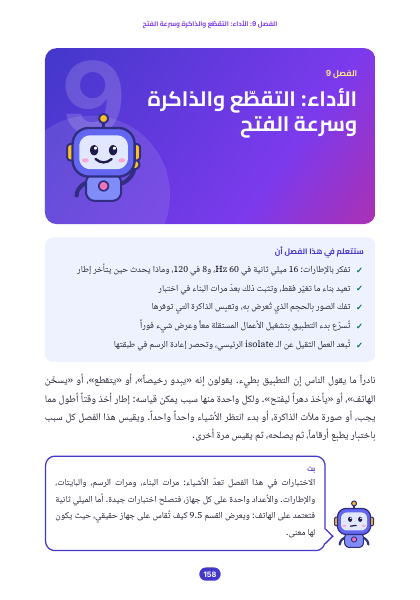 الفصل 9: الأداء: التقطّع والذاكرة وسرعة الفتح
9
الفصل 9
الأداء: التقطّع والذاكرة
وسرعة الفتح
ستتعلم في هذا الفصل أن
✓ تفكر بالإطارات: 16 ميلي ثانية في 60 Hz، و8 في 120، وماذا يحدث حين يتأخر إطار
✓ تعيد بناء ما تغيّر فقط، وتثبت ذلك بعدّ مرات البناء في اختبار
✓ تفك الصور بالحجم الذي تُعرض به، وتقيس الذاكرة التي توفرها
✓ تُسرّع بدء التطبيق بتشغيل الأعمال المستقلة معاً وعرض شيء فوراً
✓ تُبعد العمل الثقيل عن الـ isolate الرئيسي، وتحصر إعادة الرسم في طبقتها
نادراً ما يقول الناس إن التطبيق بطيء. يقولون إنه «يبدو رخيصاً»، أو «يتقطع»، أو «يسخّن
الهاتف»، أو «يأخذ دهراً ليفتح». ولكل واحدة منها سبب يمكن قياسه: إطار أخذ وقتاً أطول مما
يجب، أو صورة ملأت الذاكرة، أو بدء انتظر الأشياء واحداً واحداً. ويقيس هذا الفصل كل سبب
باختبار يطبع أرقاماً، ثم يصلحه، ثم يقيس مرة أخرى.
بت
الاختبارات في هذا الفصل تعدّ الأشياء: مرات البناء، ومرات الرسم، والبايتات،
والإطارات. والأعداد واحدة على كل جهاز، فتصلح اختبارات جيدة. أما الميلي ثانية
فتعتمد على الهاتف؛ ويعرض القسم 9.5 كيف تُقاس على جهاز حقيقي، حيث يكون
لها معنى.
158